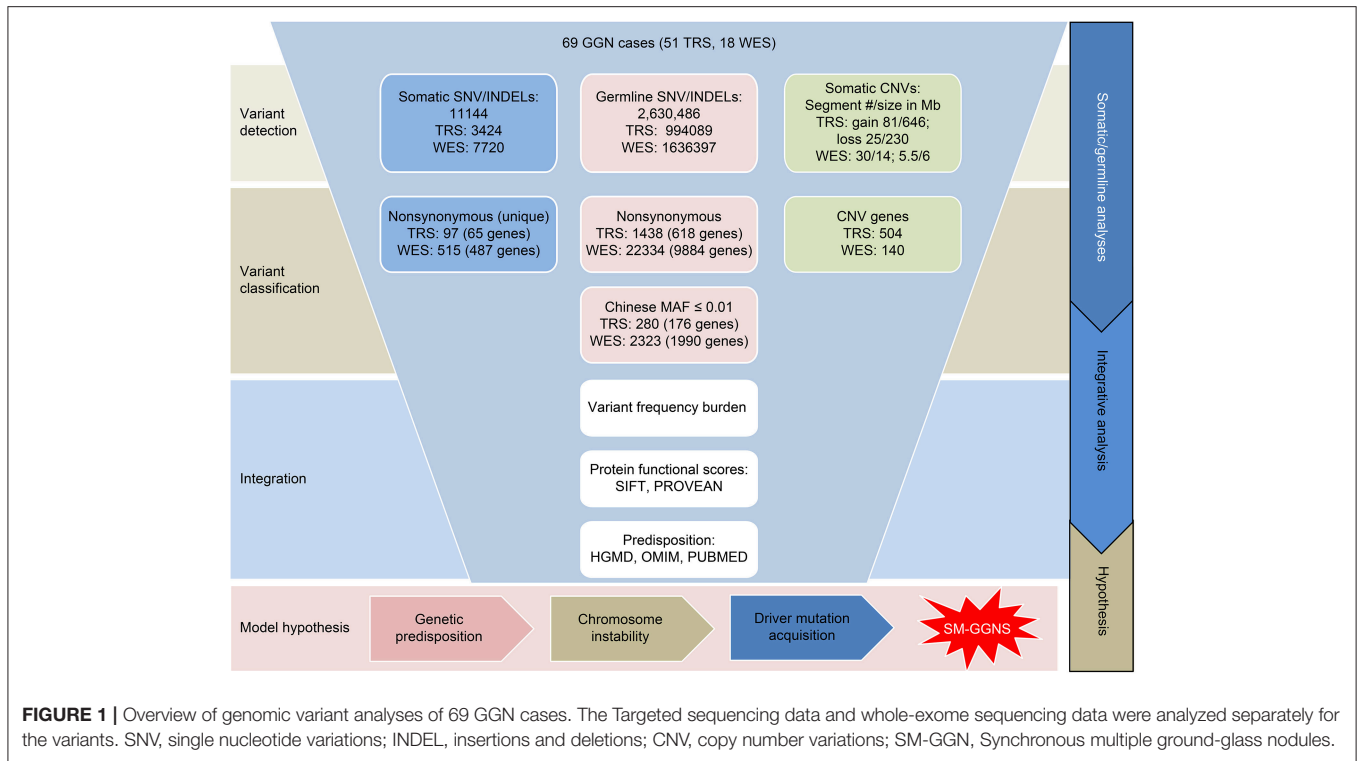 69 GGN cases (51 TRS, 18 WES)
Variant
detection
Somatic SNV/INDELs:
11144
TRS: 3424
WES: 7720
Germline SNV/INDELs:
2,630,486
TRS: 994089
WES: 1636397
Somatic CNVs:
Segment #/size in Mb
TRS: gain 81/646;
loss 25/230
WES: 30/14; 5.5/6
Variant
classification
Nonsynonymous (unique)
TRS: 97 (65 genes)
WES: 515 (487 genes)
Nonsynonymous
TRS: 1438 (618 genes)
WES: 22334 (9884 genes)
CNV genes
TRS: 504
WES: 140
Chinese MAF ≤ 0.01
TRS: 280 (176 genes)
WES: 2323 (1990 genes)
Integration
Variant frequency burden
Protein functional scores:
SIFT, PROVEAN
Predisposition:
HGMD, OMIM, PUBMED
Model hypothesis
Genetic
predisposition
Chromosome
instability
Driver mutation
acquisition
SM-GGNS
Somatic/germline analyses
Integrative analysis
Hypothesis
FIGURE 1 | Overview of genomic variant analyses of 69 GGN cases. The Targeted sequencing data and whole-exome sequencing data were analyzed separately for
the variants. SNV, single nucleotide variations; INDEL, insertions and deletions; CNV, copy number variations; SM-GGN, Synchronous multiple ground-glass nodules.